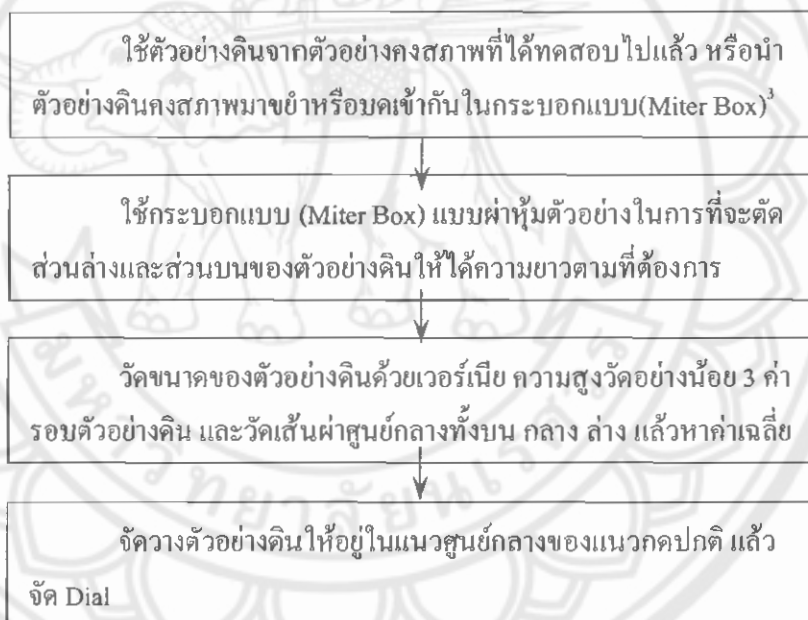 ใช้ตัวอย่างดินจากตัวอย่างคงสภาพที่ได้ทดสอบไปแล้ว หรือนำ
ตัวอย่างดินคงสภาพมาขยำหรือบดเข้ากันในกระบอกแบบ(Miter Box)³
ใช้กระบอกแบบ (Miter Box) แบบผ่าหุ้มตัวอย่างในการที่จะตัด
ส่วนล่างและส่วนบนของตัวอย่างดินให้ได้ความยาวตามที่ต้องการ
วัดขนาดของตัวอย่างดินด้วยเวอร์เนีย ความสูงวัดอย่างน้อย 3 ค่า
รอบตัวอย่างดิน และวัดเส้นผ่าศูนย์กลางทั้งบน กลาง ล่าง แล้วหาค่าเฉลี่ย
จัดวางตัวอย่างดินให้อยู่ในแนวศูนย์กลางของแนวกดปกติ แล้ว
จัด Dial
มหาวิทยาลัยนเรศวร